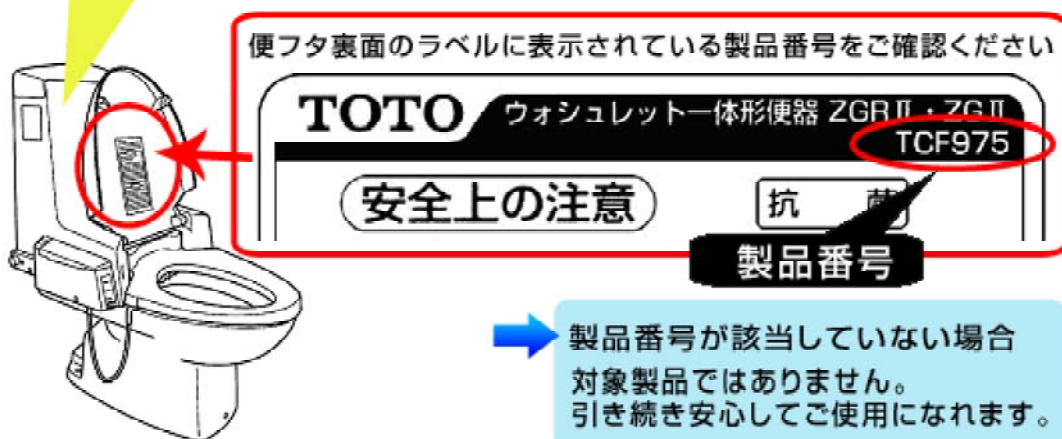 便フタ裏面のラベルに表示されている製品番号をご確認ください
TOTO ウォシュレット一体形便器 ZGRⅡ・ZGⅡ
TCF975
安全上の注意 抗菌
製品番号
製品番号が該当していない場合
対象製品ではありません。
引き続き安心してご使用になれます。